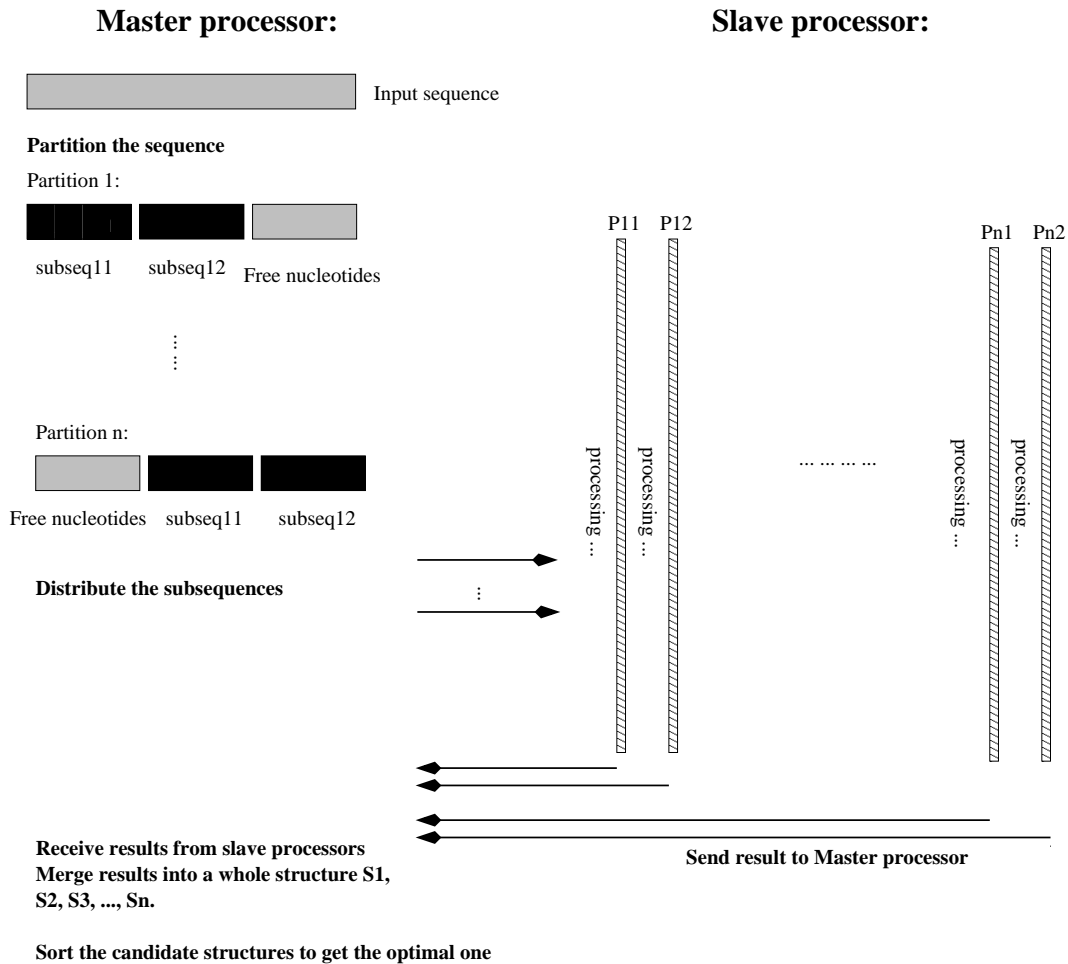 Master processor:
Slave processor:
Input sequence
Partition the sequence
Partition 1:
P11 P12
Pn1 Pn2
subseq11 subseq12 Free nucleotides
...
...
Partition n:
processing ...
processing ...
... ... ... ...
processing ...
processing ...
Free nucleotides subseq11 subseq12
Distribute the subsequences
...
Receive results from slave processors
Merge results into a whole structure S1,
S2, S3, ..., Sn.
Send result to Master processor
Sort the candidate structures to get the optimal one